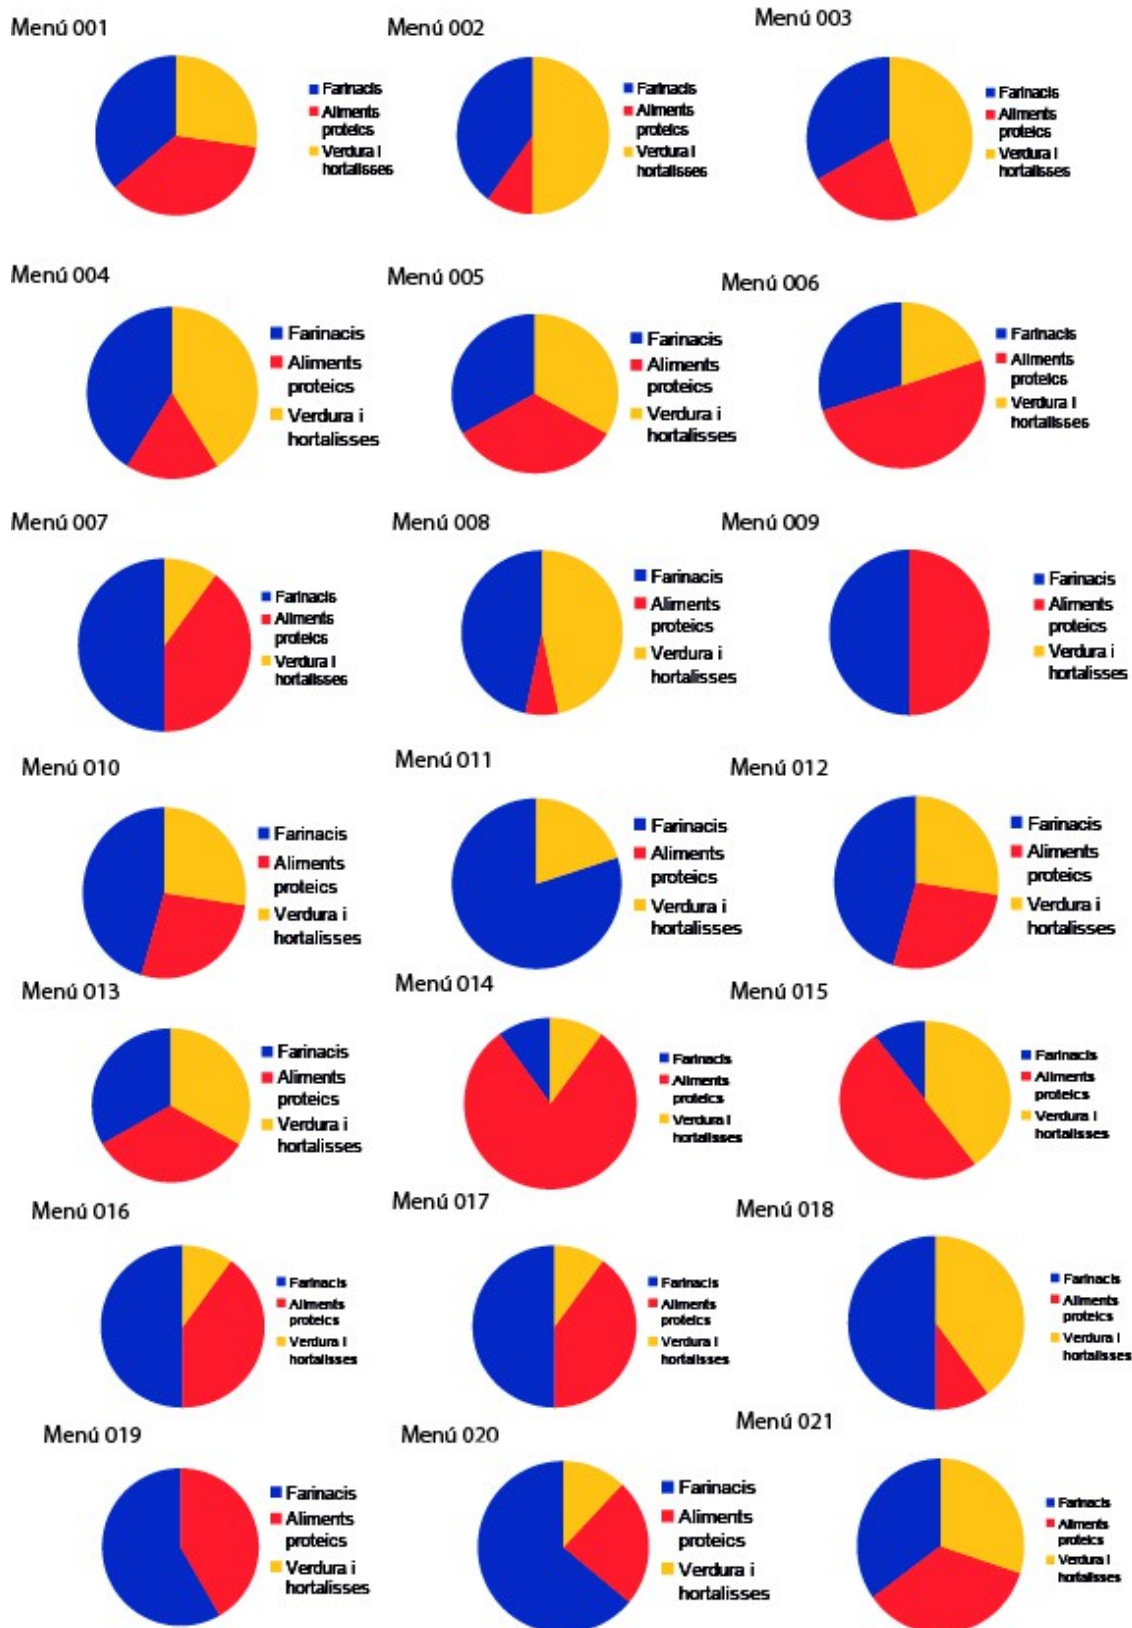 Menú 001
Farinacis
Aliments
proteics
Verdura i
hortalisses
Menú 002
Farinacis
Aliments
proteics
Verdura i
hortalisses
Menú 003
Farinacis
Aliments
proteics
Verdura i
hortalisses
Menú 004
Farinacis
Aliments
proteics
Verdura i
hortalisses
Menú 005
Farinacis
Aliments
proteics
Verdura i
hortalisses
Menú 006
Farinacis
Aliments
proteics
Verdura i
hortalisses
Menú 007
Farinacis
Aliments
proteics
Verdura i
hortalisses
Menú 008
Farinacis
Aliments
proteics
Verdura i
hortalisses
Menú 009
Farinacis
Aliments
proteics
Verdura i
hortalisses
Menú 010
Farinacis
Aliments
proteics
Verdura i
hortalisses
Menú 011
Farinacis
Aliments
proteics
Verdura i
hortalisses
Menú 012
Farinacis
Aliments
proteics
Verdura i
hortalisses
Menú 013
Farinacis
Aliments
proteics
Verdura i
hortalisses
Menú 014
Farinacis
Aliments
proteics
Verdura i
hortalisses
Menú 015
Farinacis
Aliments
proteics
Verdura i
hortalisses
Menú 016
Farinacis
Aliments
proteics
Verdura i
hortalisses
Menú 017
Farinacis
Aliments
proteics
Verdura i
hortalisses
Menú 018
Farinacis
Aliments
proteics
Verdura i
hortalisses
Menú 019
Farinacis
Aliments
proteics
Verdura i
hortalisses
Menú 020
Farinacis
Aliments
proteics
Verdura i
hortalisses
Menú 021
Farinacis
Aliments
proteics
Verdura i
hortalisses